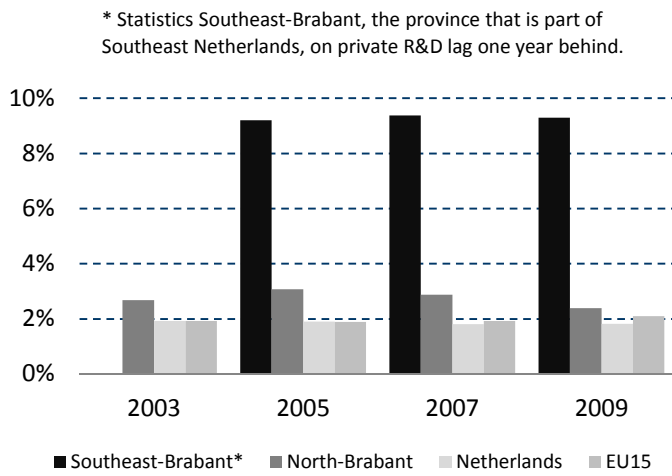 * Statistics Southeast-Brabant, the province that is part of
Southeast Netherlands, on private R&D lag one year behind.
10%
8%
6%
4%
2%
0%
2003 2005 2007 2009
Southeast-Brabant* North-Brabant Netherlands EU15